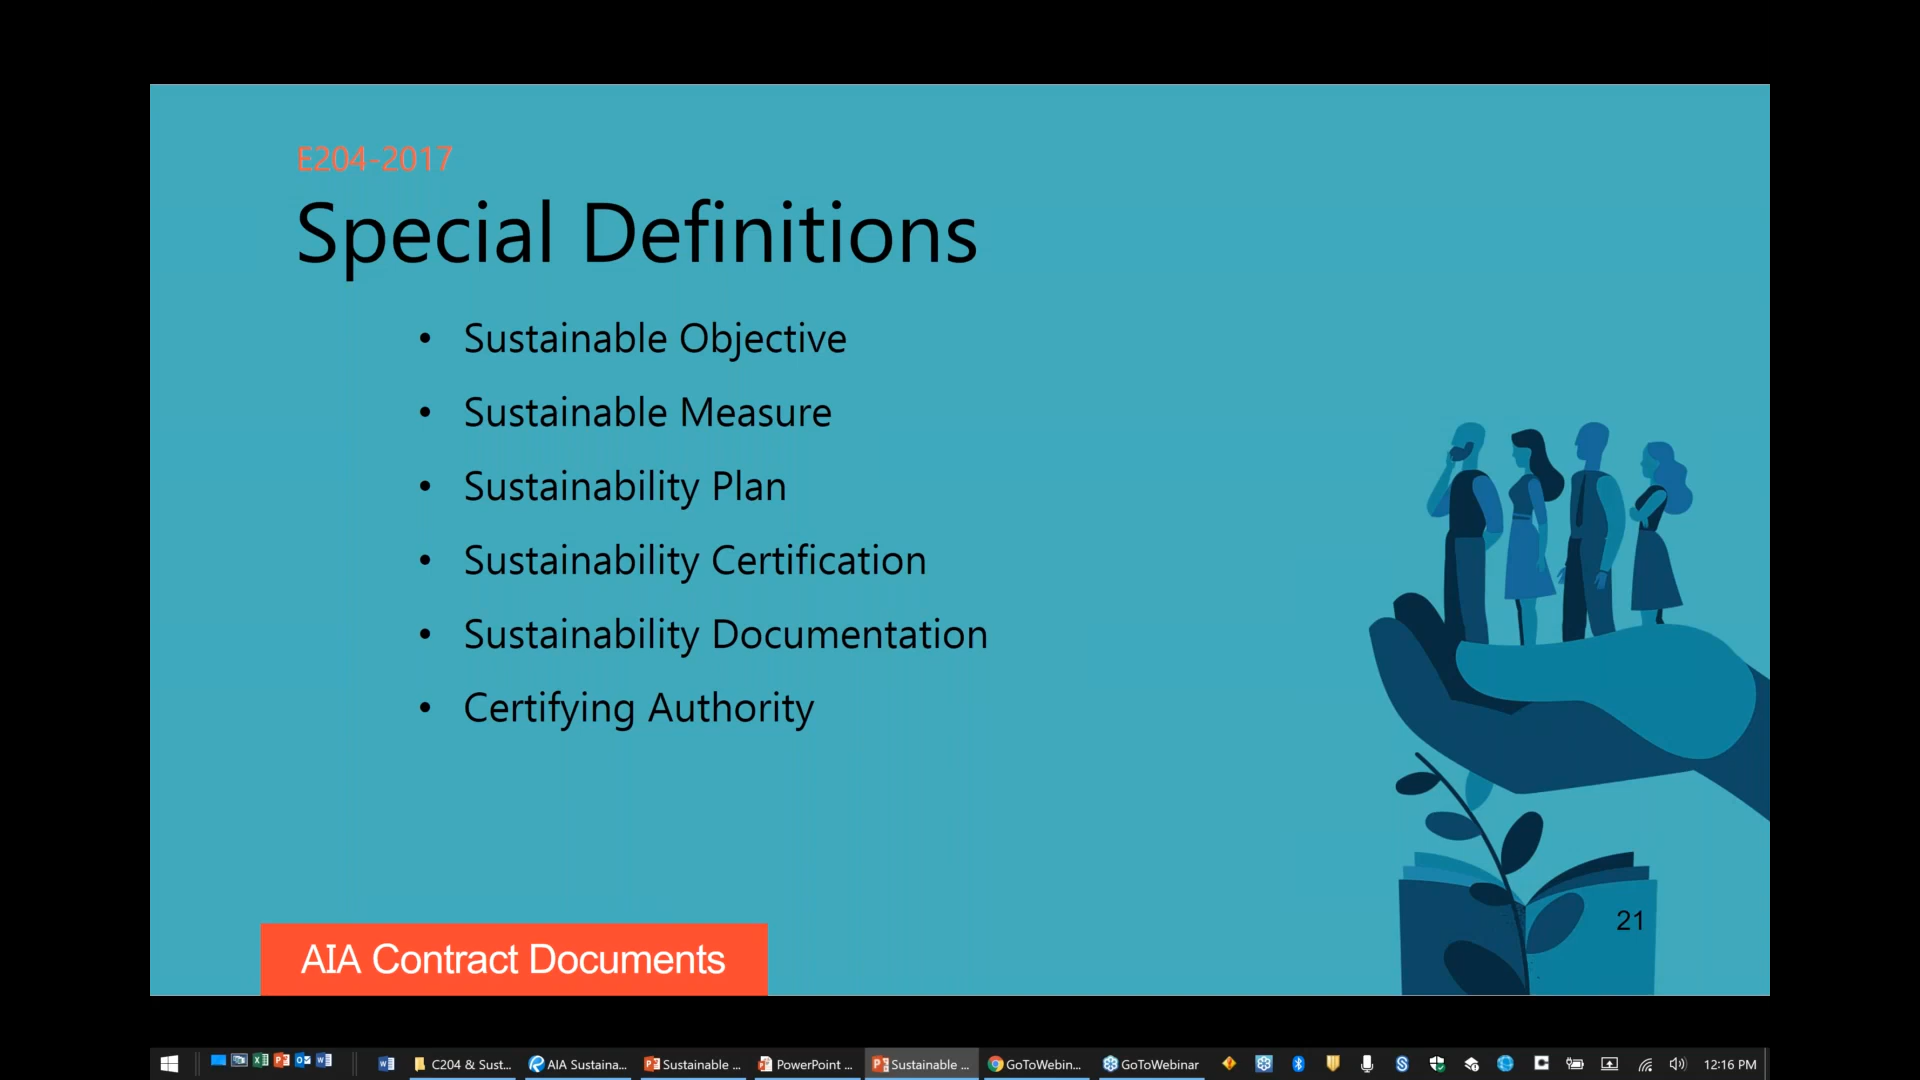 E204-2017
Special Definitions
• Sustainable Objective
• Sustainable Measure
• Sustainability Plan
• Sustainability Certification
• Sustainability Documentation
• Certifying Authority
21
AIA Contract Documents
C204 & Sust... AIA Sustaina... Sustainable ... PowerPoint ... Sustainable ... GoToWebin... GoToWebinar 12:16 PM